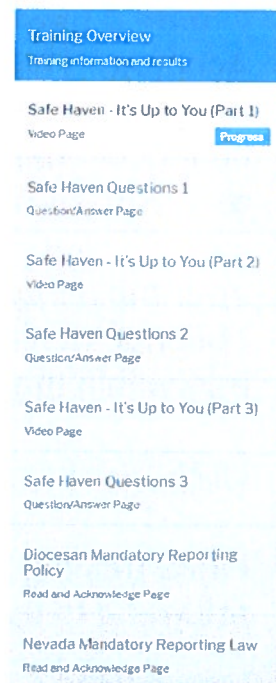 Training Overview
Training information and results
Safe Haven - It's Up to You (Part 1)
Video Page
Progress
Safe Haven Questions 1
Question/Answer Page
Safe Haven - It's Up to You (Part 2)
Video Page
Safe Haven Questions 2
Question/Answer Page
Safe Haven - It's Up to You (Part 3)
Video Page
Safe Haven Questions 3
Question/Answer Page
Diocesan Mandatory Reporting
Policy
Read and Acknowledge Page
Nevada Mandatory Reporting Law
Read and Acknowledge Page